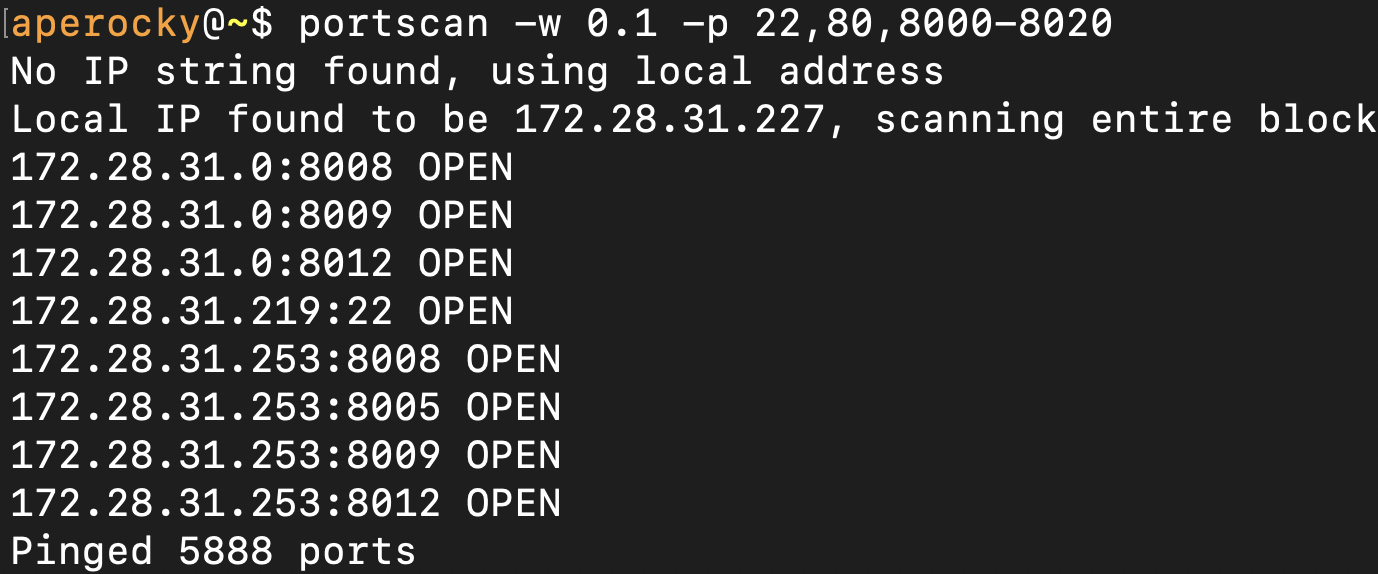 [aperocky@~$ portscan -w 0.1 -p 22,80,8000-8020
No IP string found, using local address
Local IP found to be 172.28.31.227, scanning entire block
172.28.31.0:8008 OPEN
172.28.31.0:8009 OPEN
172.28.31.0:8012 OPEN
172.28.31.219:22 OPEN
172.28.31.253:8008 OPEN
172.28.31.253:8005 OPEN
172.28.31.253:8009 OPEN
172.28.31.253:8012 OPEN
Pinged 5888 ports